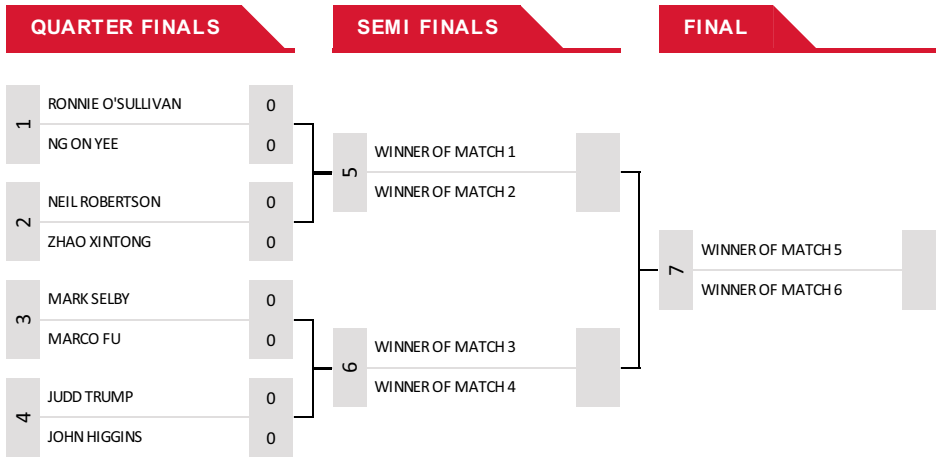 QUARTER FINALS
SEMI FINALS
FINAL
1
RONNIE O'SULLIVAN 0
NG ON YEE 0
2
NEIL ROBERTSON 0
ZHAO XINTONG 0
3
MARK SELBY 0
MARCO FU 0
4
JUDD TRUMP 0
JOHN HIGGINS 0
5
WINNER OF MATCH 1
WINNER OF MATCH 2
6
WINNER OF MATCH 3
WINNER OF MATCH 4
7
WINNER OF MATCH 5
WINNER OF MATCH 6